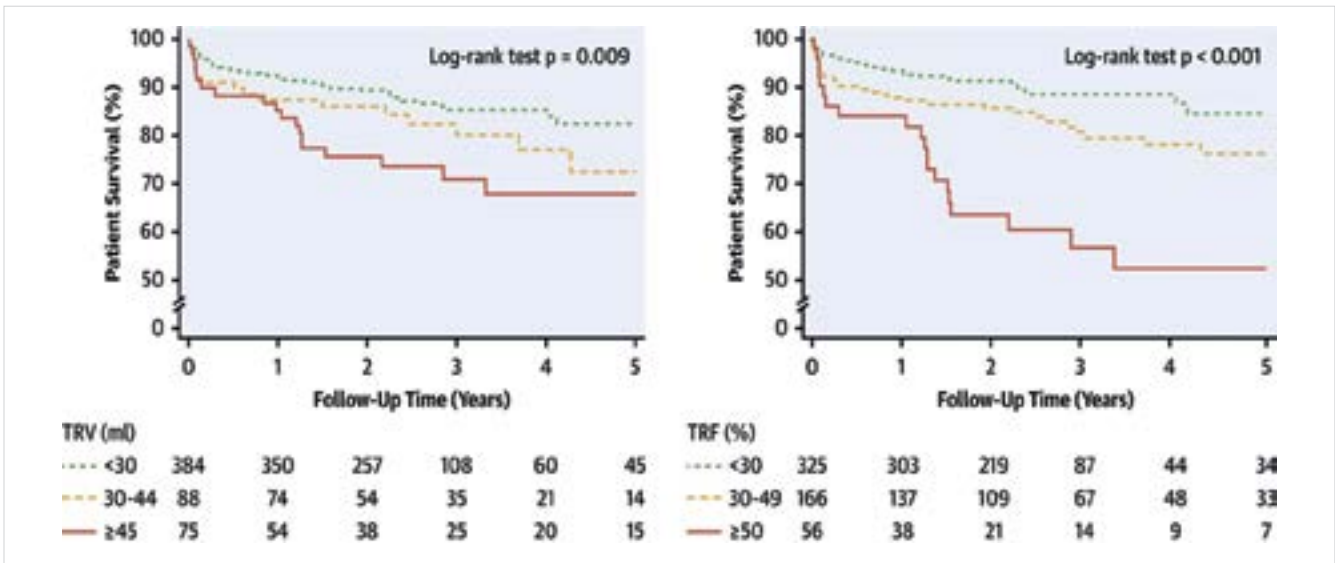 Log-rank test p = 0.009
Patient Survival (%)
100
90
80
70
60
50
0
0 1 2 3 4 5
Follow-Up Time (Years)
TRV (ml)
<30 384 350 257 108 60 45
30-44 88 74 54 35 21 14
≥45 75 54 38 25 20 15
Log-rank test p < 0.001
Patient Survival (%)
100
90
80
70
60
50
0
0 1 2 3 4 5
Follow-Up Time (Years)
TRF (%)
<30 325 303 219 87 44 34
30-49 166 137 109 67 48 33
≥50 56 38 21 14 9 7